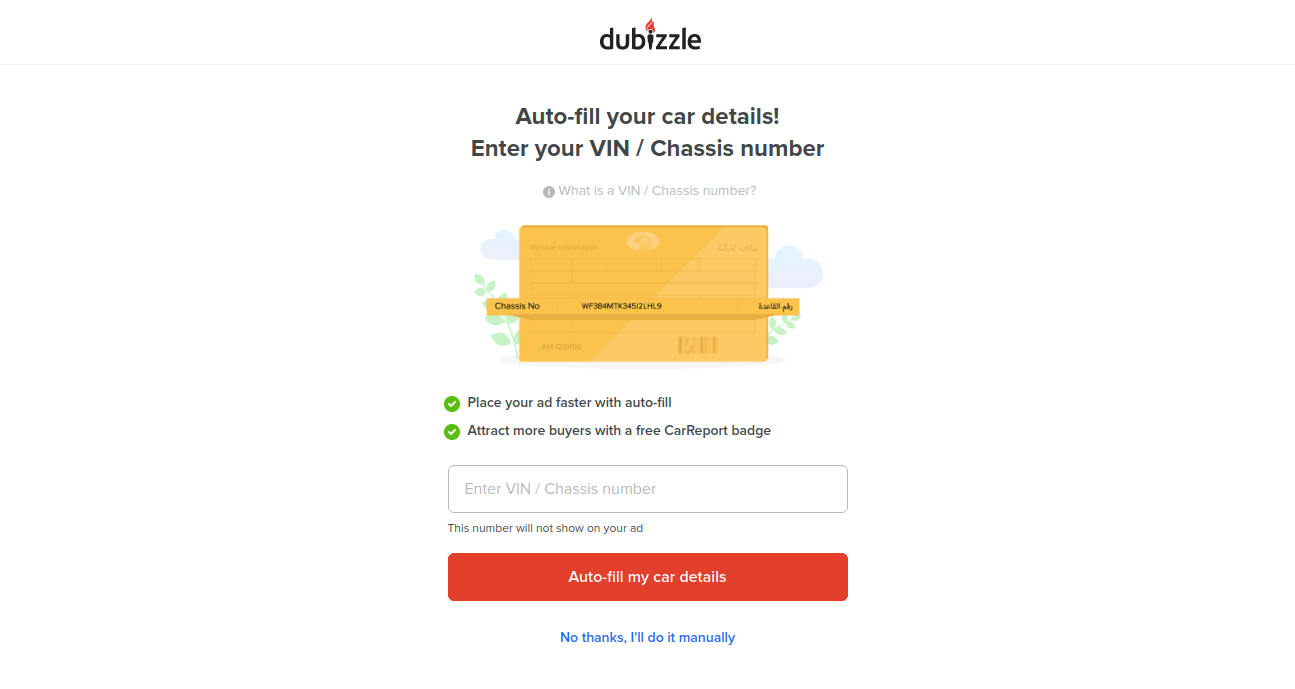 dubizzle
Auto-fill your car details!
Enter your VIN / Chassis number
What is a VIN / Chassis number?
Vehicle information
بيانات المركبة
Chassis No WF384MTK345I2LHL9 رقم القاعدة
AM 123456
Place your ad faster with auto-fill
Attract more buyers with a free CarReport badge
Enter VIN / Chassis number
This number will not show on your ad
Auto-fill my car details
No thanks, I'll do it manually